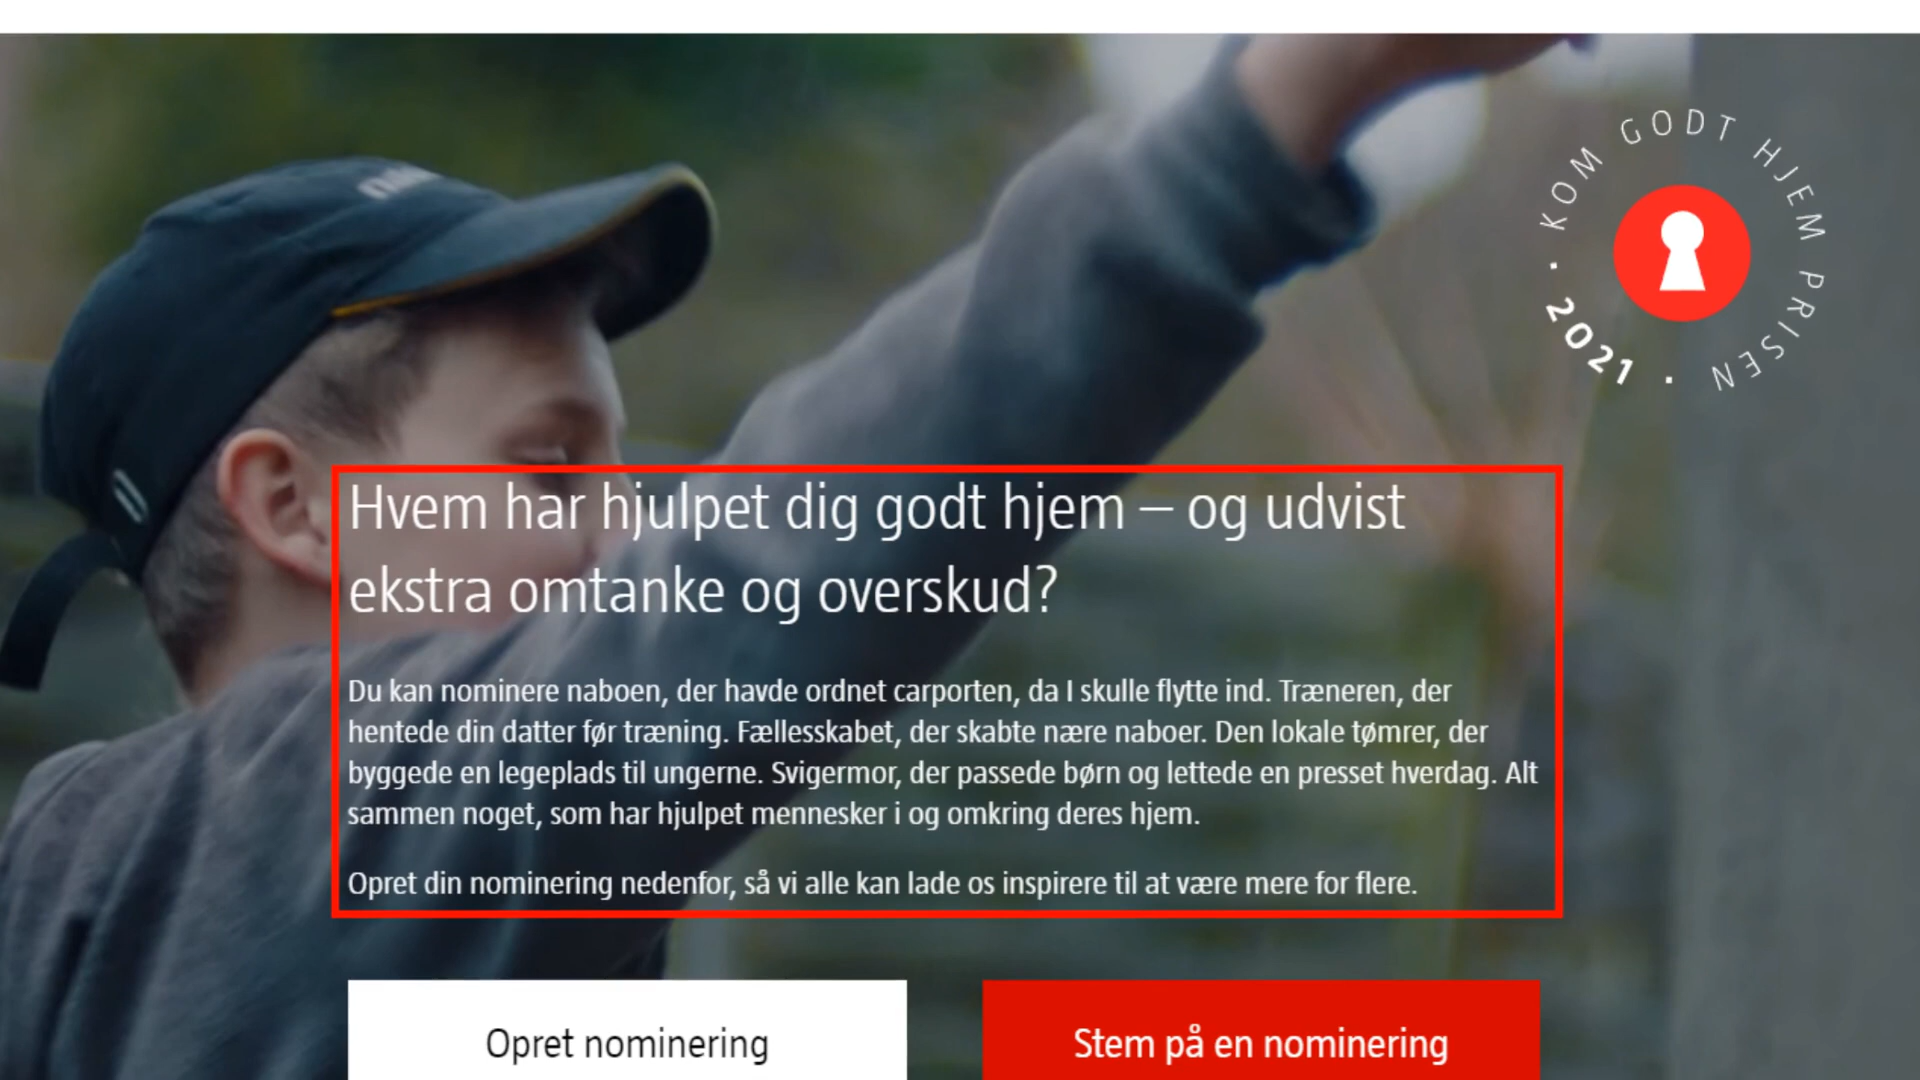 KOM GODT HJEM PRISEN · 2021 ·
Hvem har hjulpet dig godt hjem – og udvist
ekstra omtanke og overskud?
Du kan nominere naboen, der havde ordnet carporten, da I skulle flytte ind. Træneren, der
hentede din datter før træning. Fællesskabet, der skabte nære naboer. Den lokale tømrer, der
byggede en legeplads til ungerne. Svigermor, der passede børn og lettede en presset hverdag. Alt
sammen noget, som har hjulpet mennesker i og omkring deres hjem.
Opret din nominering nedenfor, så vi alle kan lade os inspirere til at være mere for flere.
Opret nominering
Stem på en nominering